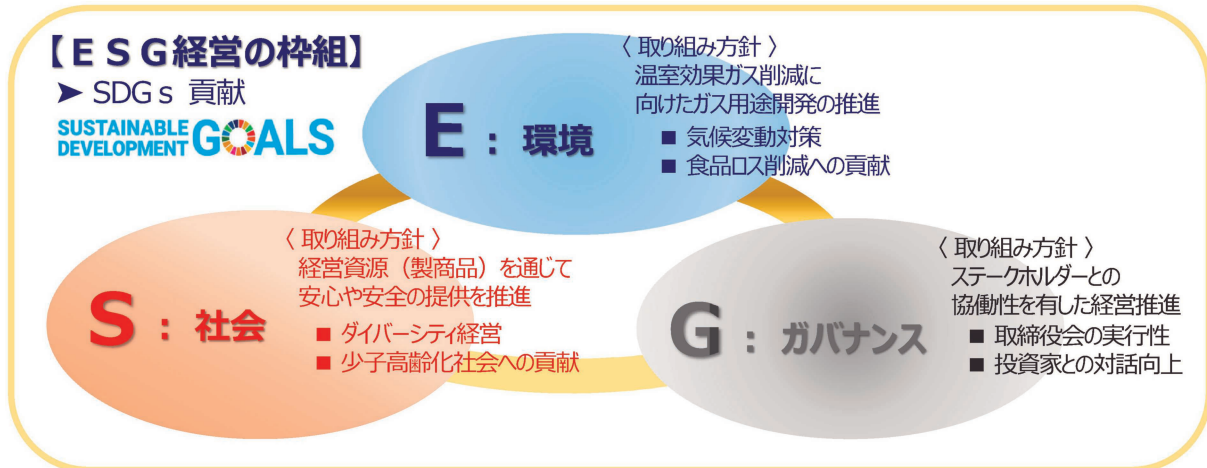 【ＥＳＧ経営の枠組】
➤ SDGｓ 貢献
SUSTAINABLE
DEVELOPMENT
GOALS
E : 環境
〈 取り組み方針 〉
温室効果ガス削減に
向けたガス用途開発の推進
■ 気候変動対策
■ 食品ロス削減への貢献
S : 社会
〈 取り組み方針 〉
経営資源（製商品）を通じて
安心や安全の提供を推進
■ ダイバーシティ経営
■ 少子高齢化社会への貢献
G : ガバナンス
〈 取り組み方針 〉
ステークホルダーとの
協働性を有した経営推進
■ 取締役会の実行性
■ 投資家との対話向上